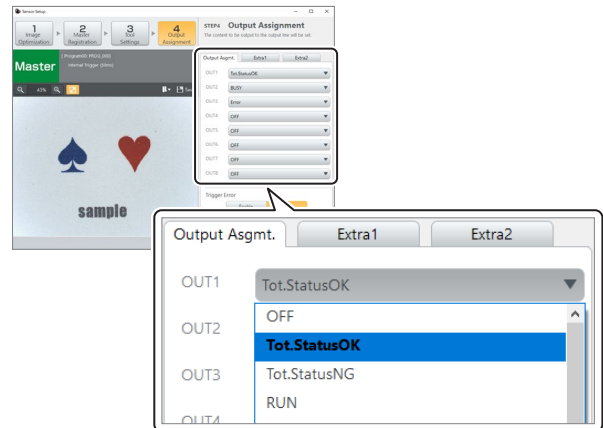 Sensor Setup
1 Image Optimization
2 Master Registration
3 Tool Settings
4 Output Assignment
STEP4 Output Assignment
The content to be output to the output line will be set.
Master
Internal Trigger
43%
sample
Output Asgmt. Extra1 Extra2
OUT1 Tot.StatusOK
OUT2 BUSY
OUT3 Error
OUT4 OFF
OUT5 OFF
OUT6 OFF
OUT7 OFF
OUT8 OFF
Trigger Error
Output Asgmt. Extra1 Extra2
OUT1 Tot.StatusOK
OFF
OUT2
Tot.StatusOK
OUT3 Tot.StatusNG
RUN
OUT4